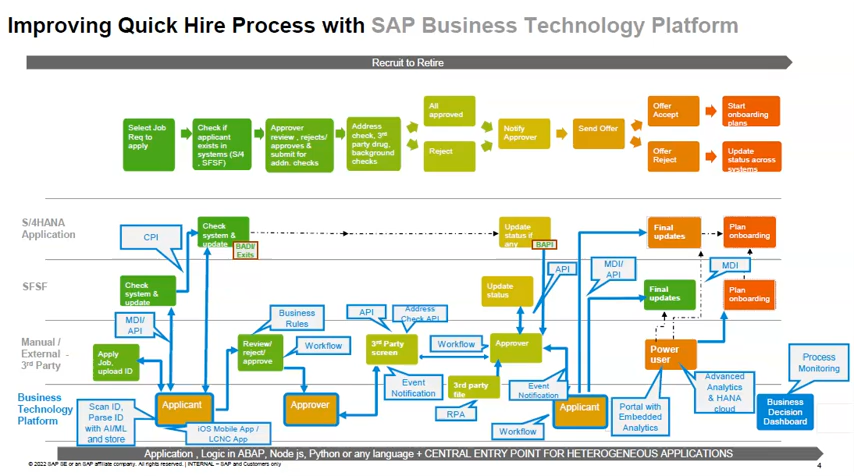 Improving Quick Hire Process with SAP Business Technology Platform
Recruit to Retire
Select Job
Req to
apply
Check if
applicant
exists in
systems (S/4
, SFSF)
Approver
review , rejects/
approves &
submit for
addn. checks
Address
check, 3rd
party drug,
background
checks
All
approved
Reject
Notify
Approver
Send Offer
Offer
Accept
Offer
Reject
Start
onboarding
plans
Update
status across
systems
S/4HANA
Application
CPI
Check
system &
update
BADI/
Exits
Update
status if
any
BAPI
Final
updates
Plan
onboarding
SFSF
Check
system &
update
Update
status
API
MDI/
API
MDI
Final
updates
Plan
onboarding
Manual /
External -
3rd Party
MDI/
API
Apply
Job,
upload ID
Business
Rules
Review/
reject/
approve
Workflow
API
Address
Check API
3rd Party
screen
Workflow
Approver
Power
user
Process
Monitoring
Business
Technology
Platform
Scan ID,
Parse ID
with AI/ML
and store
Applicant
iOS Mobile App /
LCNC App
Approver
Event
Notification
3rd party
file
RPA
Event
Notification
Workflow
Applicant
Portal with
Embedded
Analytics
Advanced
Analytics
& HANA
cloud
Business
Decision
Dashboard
Application , Logic in ABAP, Node js, Python or any language + CENTRAL ENTRY POINT FOR HETEROGENEOUS APPLICATIONS
© 2022 SAP SE or an SAP affiliate company. All rights reserved. | INTERNAL – SAP and Customers only
4